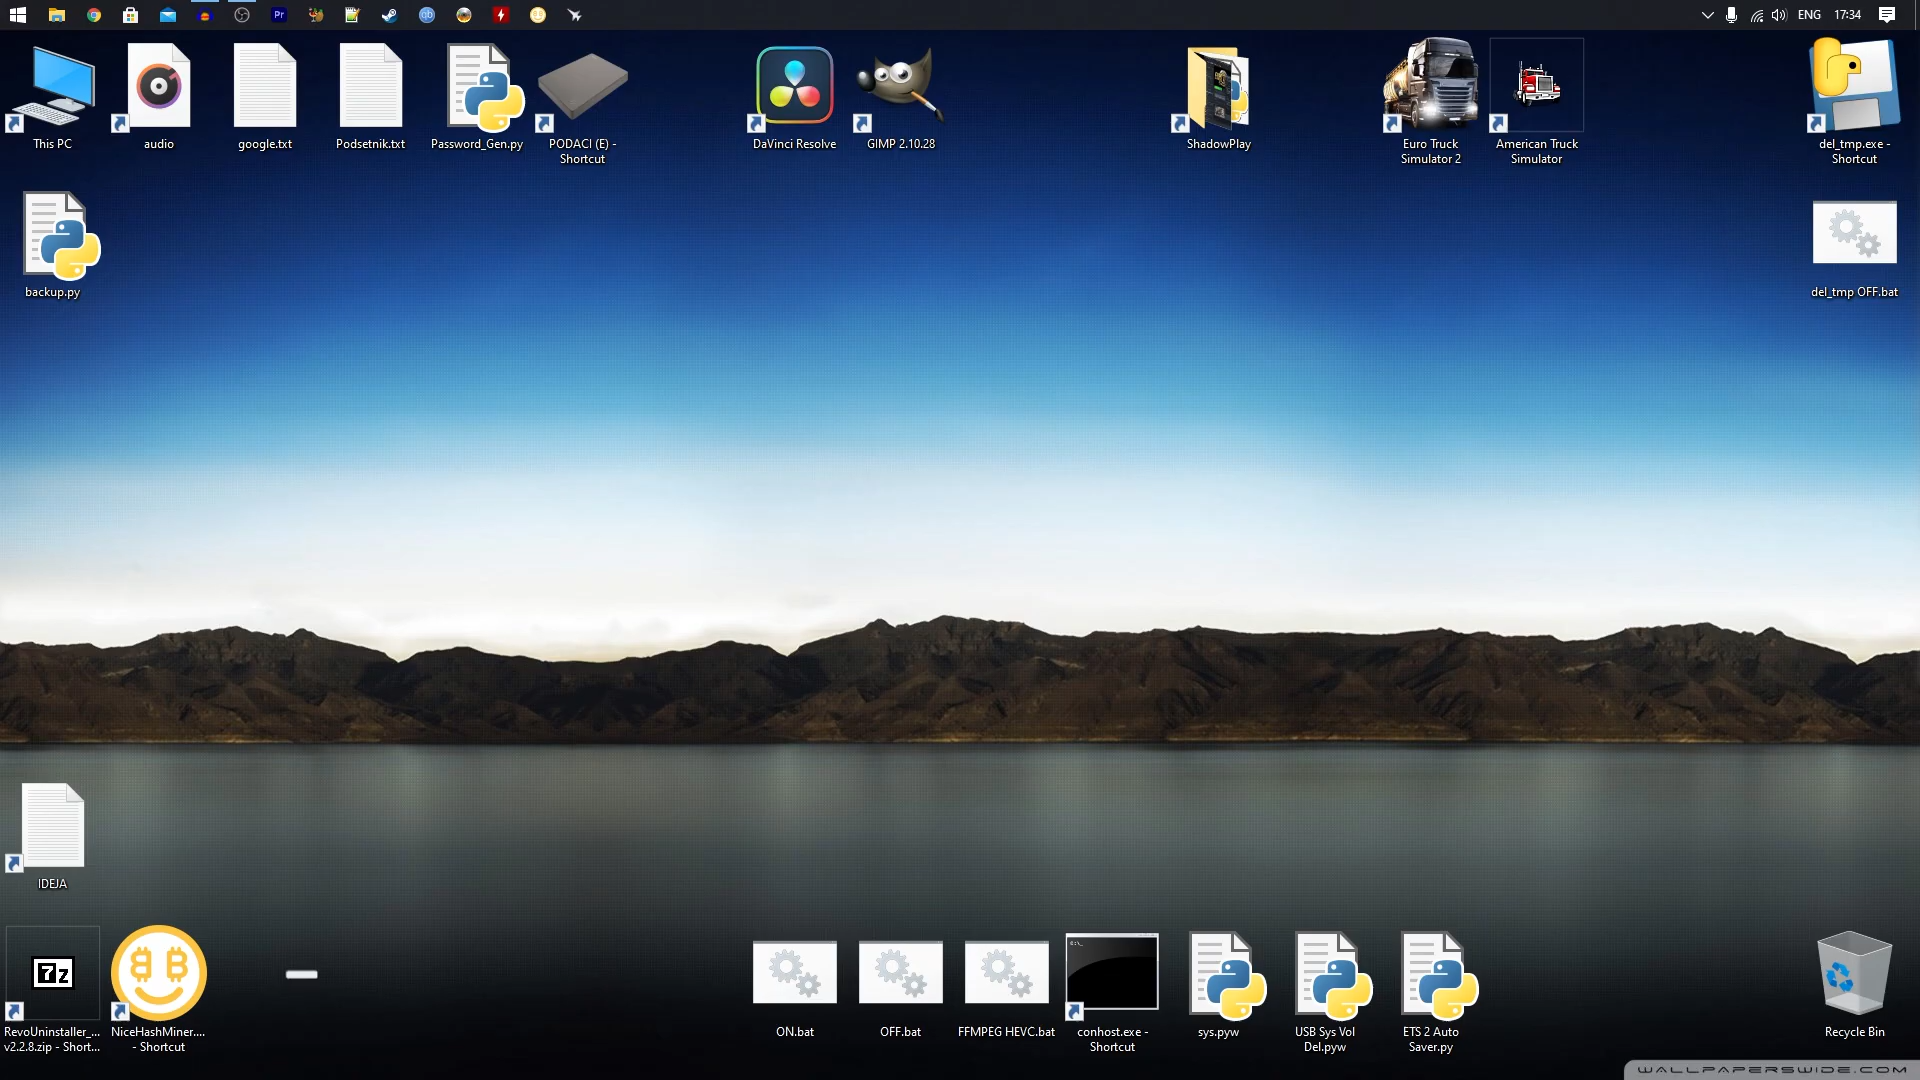 Pr
qb
ENG 17:34
This PC
audio
google.txt
Podsetnik.txt
Password_Gen.py
PODACI (E) -
Shortcut
DaVinci Resolve
GIMP 2.10.28
ShadowPlay
Euro Truck
Simulator 2
American Truck
Simulator
del_tmp.exe -
Shortcut
backup.py
del_tmp OFF.bat
IDEJA
7z
RevoUninstaller_...
v2.2.8.zip - Short...
NiceHashMiner....
- Shortcut
ON.bat
OFF.bat
FFMPEG HEVC.bat
C:\_
conhost.exe -
Shortcut
sys.pyw
USB Sys Vol
Del.pyw
ETS 2 Auto
Saver.py
Recycle Bin
WALLPAPERSWIDE.COM